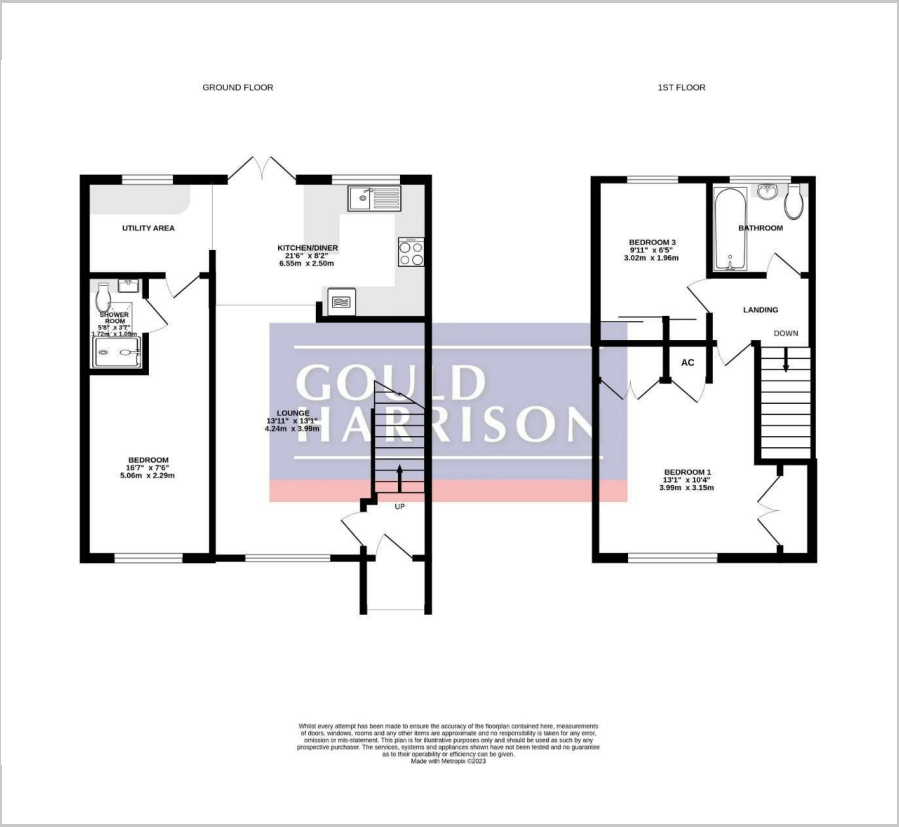 GROUND FLOOR
1ST FLOOR
UTILITY AREA
KITCHEN/DINER
21'6" x 8'2"
6.55m x 2.50m
SHOWER
ROOM
5'8" x 3'7"
1.72m x 1.09m
LOUNGE
13'11" x 13'1"
4.24m x 3.99m
BEDROOM
16'7" x 7'6"
5.06m x 2.29m
UP
BEDROOM 3
9'11" x 6'5"
3.02m x 1.96m
BATHROOM
LANDING
DOWN
AC
BEDROOM 1
13'1" x 10'4"
3.99m x 3.15m
GOULD
HARRISON
Whilst every attempt has been made to ensure the accuracy of the floorplan contained here, measurements
of doors, windows, rooms and any other items are approximate and no responsibility is taken for any error,
omission or mis-statement. This plan is for illustrative purposes only and should be used as such by any
prospective purchaser. The services, systems and appliances shown have not been tested and no guarantee
as to their operability or efficiency can be given.
Made with Metropix ©2023